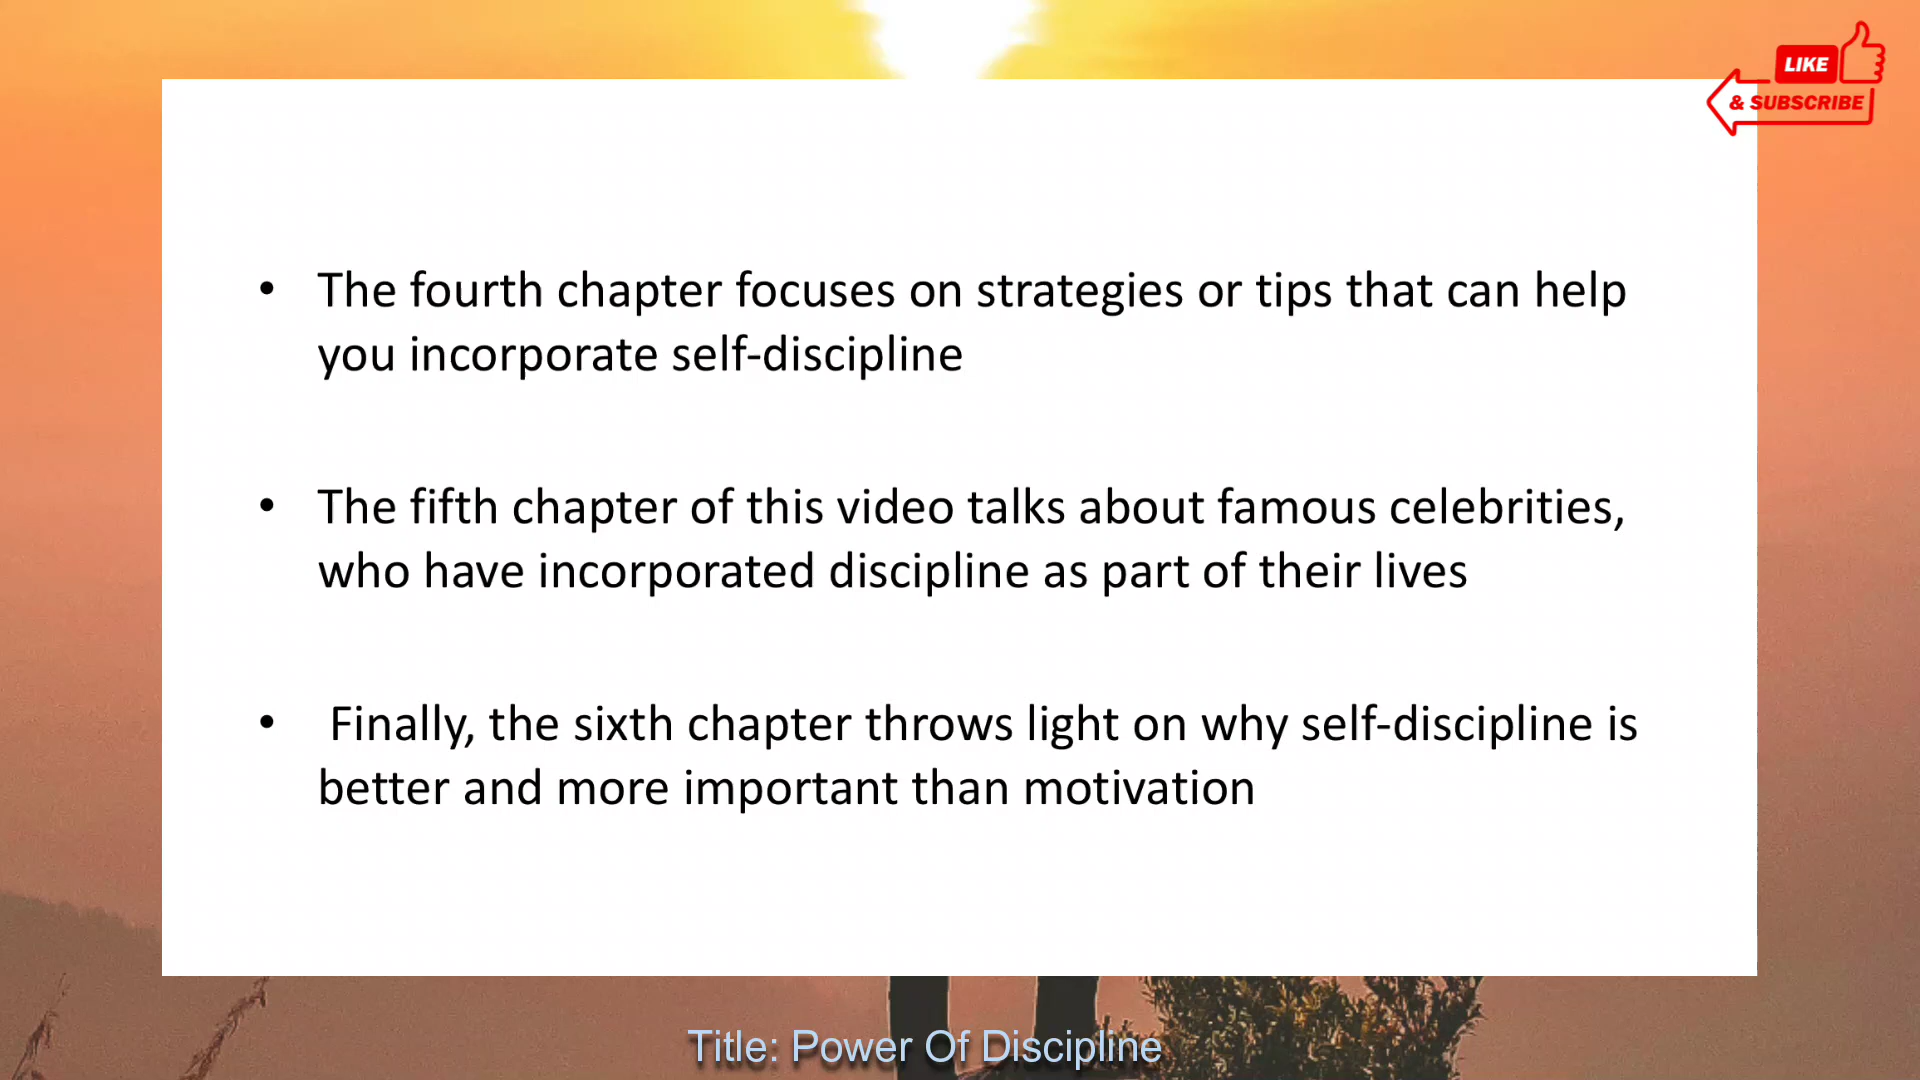 LIKE
& SUBSCRIBE
• The fourth chapter focuses on strategies or tips that can help
you incorporate self-discipline
• The fifth chapter of this video talks about famous celebrities,
who have incorporated discipline as part of their lives
• Finally, the sixth chapter throws light on why self-discipline is
better and more important than motivation
Title: Power Of Discipline